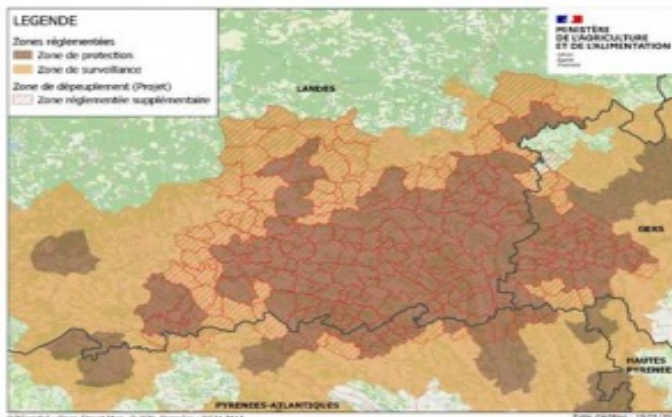 LEGENDE
Zones réglementées
Zone de protection
Zone de surveillance
Zone de dépeuplement (Projet)
Zone réglementée supplémentaire
MINISTÈRE
DE L'AGRICULTURE
ET DE L'ALIMENTATION
LANDES
GERS
HAUTES
PYRENEES
PYRENEES-ATLANTIQUES